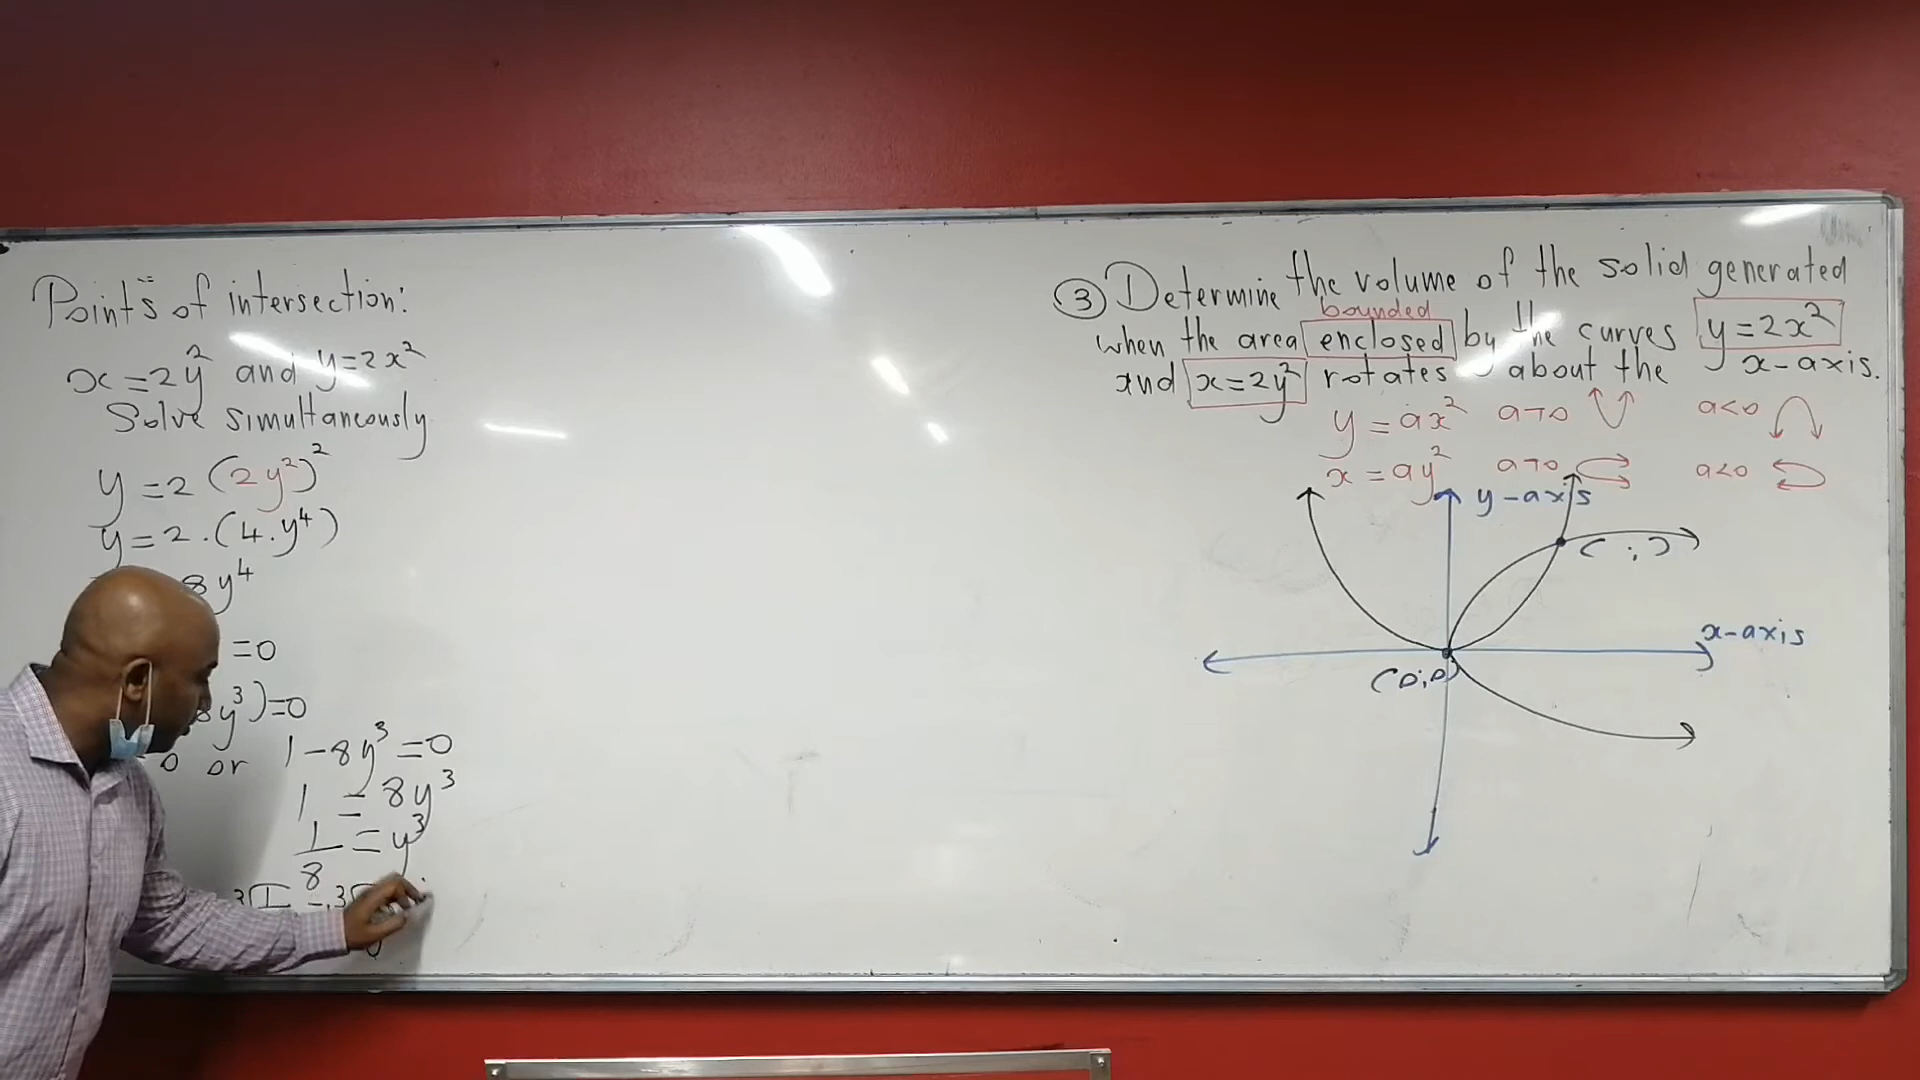 Points of intersection:
x = 2y² and y = 2x²
Solve simultaneously
y = 2 (2y²)²
y = 2 . (4.y⁴)
8y⁴
= 0
8y³) = 0
0 or 1 - 8y³ = 0
1 = 8y³
1/8 = y³
③ Determine the volume of the solid generated
bounded
when the area enclosed by the curves y = 2x²
and x = 2y² rotates about the x-axis.
y = ax² a>0 a<0
x = ay² a>0 a<0
y-axis
( ; )
x-axis
(0;0)